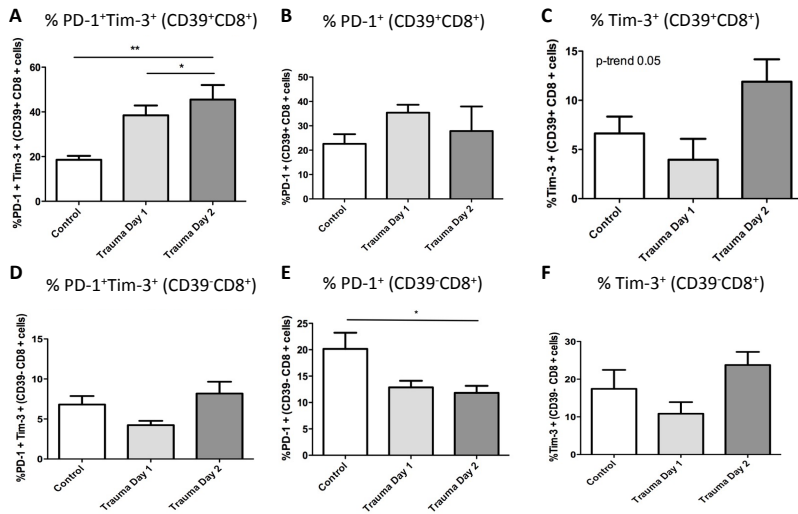 A % PD-1⁺Tim-3⁺ (CD39⁺CD8⁺)
%PD-1 + Tim-3 + (CD39+ CD8 + cells)
60
40
20
0
**
*
Control
Trauma Day 1
Trauma Day 2
B % PD-1⁺ (CD39⁺CD8⁺)
%PD-1 + (CD39+ CD8 + cells)
50
40
30
20
10
0
Control
Trauma Day 1
Trauma Day 2
C % Tim-3⁺ (CD39⁺CD8⁺)
%Tim-3 + (CD39+ CD8 + cells)
15
10
5
0
p-trend 0.05
Control
Trauma Day 1
Trauma Day 2
D % PD-1⁺Tim-3⁺ (CD39⁻CD8⁺)
%PD-1 + Tim-3 + (CD39- CD8 + cells)
15
10
5
0
Control
Trauma Day 1
Trauma Day 2
E % PD-1⁺ (CD39⁻CD8⁺)
%PD-1 + (CD39- CD8 + cells)
25
20
15
10
5
0
*
Control
Trauma Day 1
Trauma Day 2
F % Tim-3⁺ (CD39⁻CD8⁺)
%Tim-3 + (CD39- CD8 + cells)
30
20
10
0
Control
Trauma Day 1
Trauma Day 2